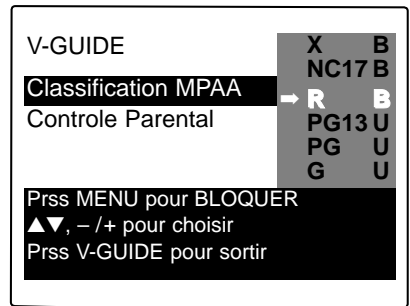 V-GUIDE
Classification MPAA
Controle Parental
X B
NC17 B
➡ R B
PG13 U
PG U
G U
Prss MENU pour BLOQUER
▲▼, – /+ pour choisir
Prss V-GUIDE pour sortir